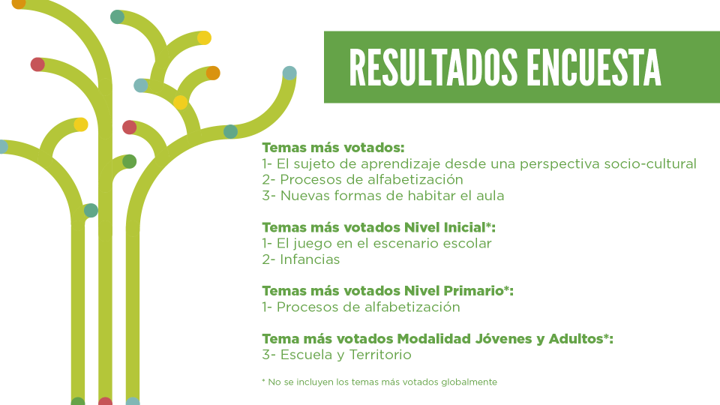 RESULTADOS ENCUESTA
Temas más votados:
1- El sujeto de aprendizaje desde una perspectiva socio-cultural
2- Procesos de alfabetización
3- Nuevas formas de habitar el aula
Temas más votados Nivel Inicial*:
1- El juego en el escenario escolar
2- Infancias
Temas más votados Nivel Primario*:
1- Procesos de alfabetización
Tema más votados Modalidad Jóvenes y Adultos*:
3- Escuela y Territorio
* No se incluyen los temas más votados globalmente